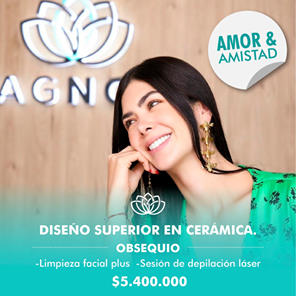 AMOR &
AMISTAD
AGNO
DISEÑO SUPERIOR EN CERÁMICA.
OBSEQUIO
-Limpieza facial plus -Sesión de depilación láser
$5.400.000